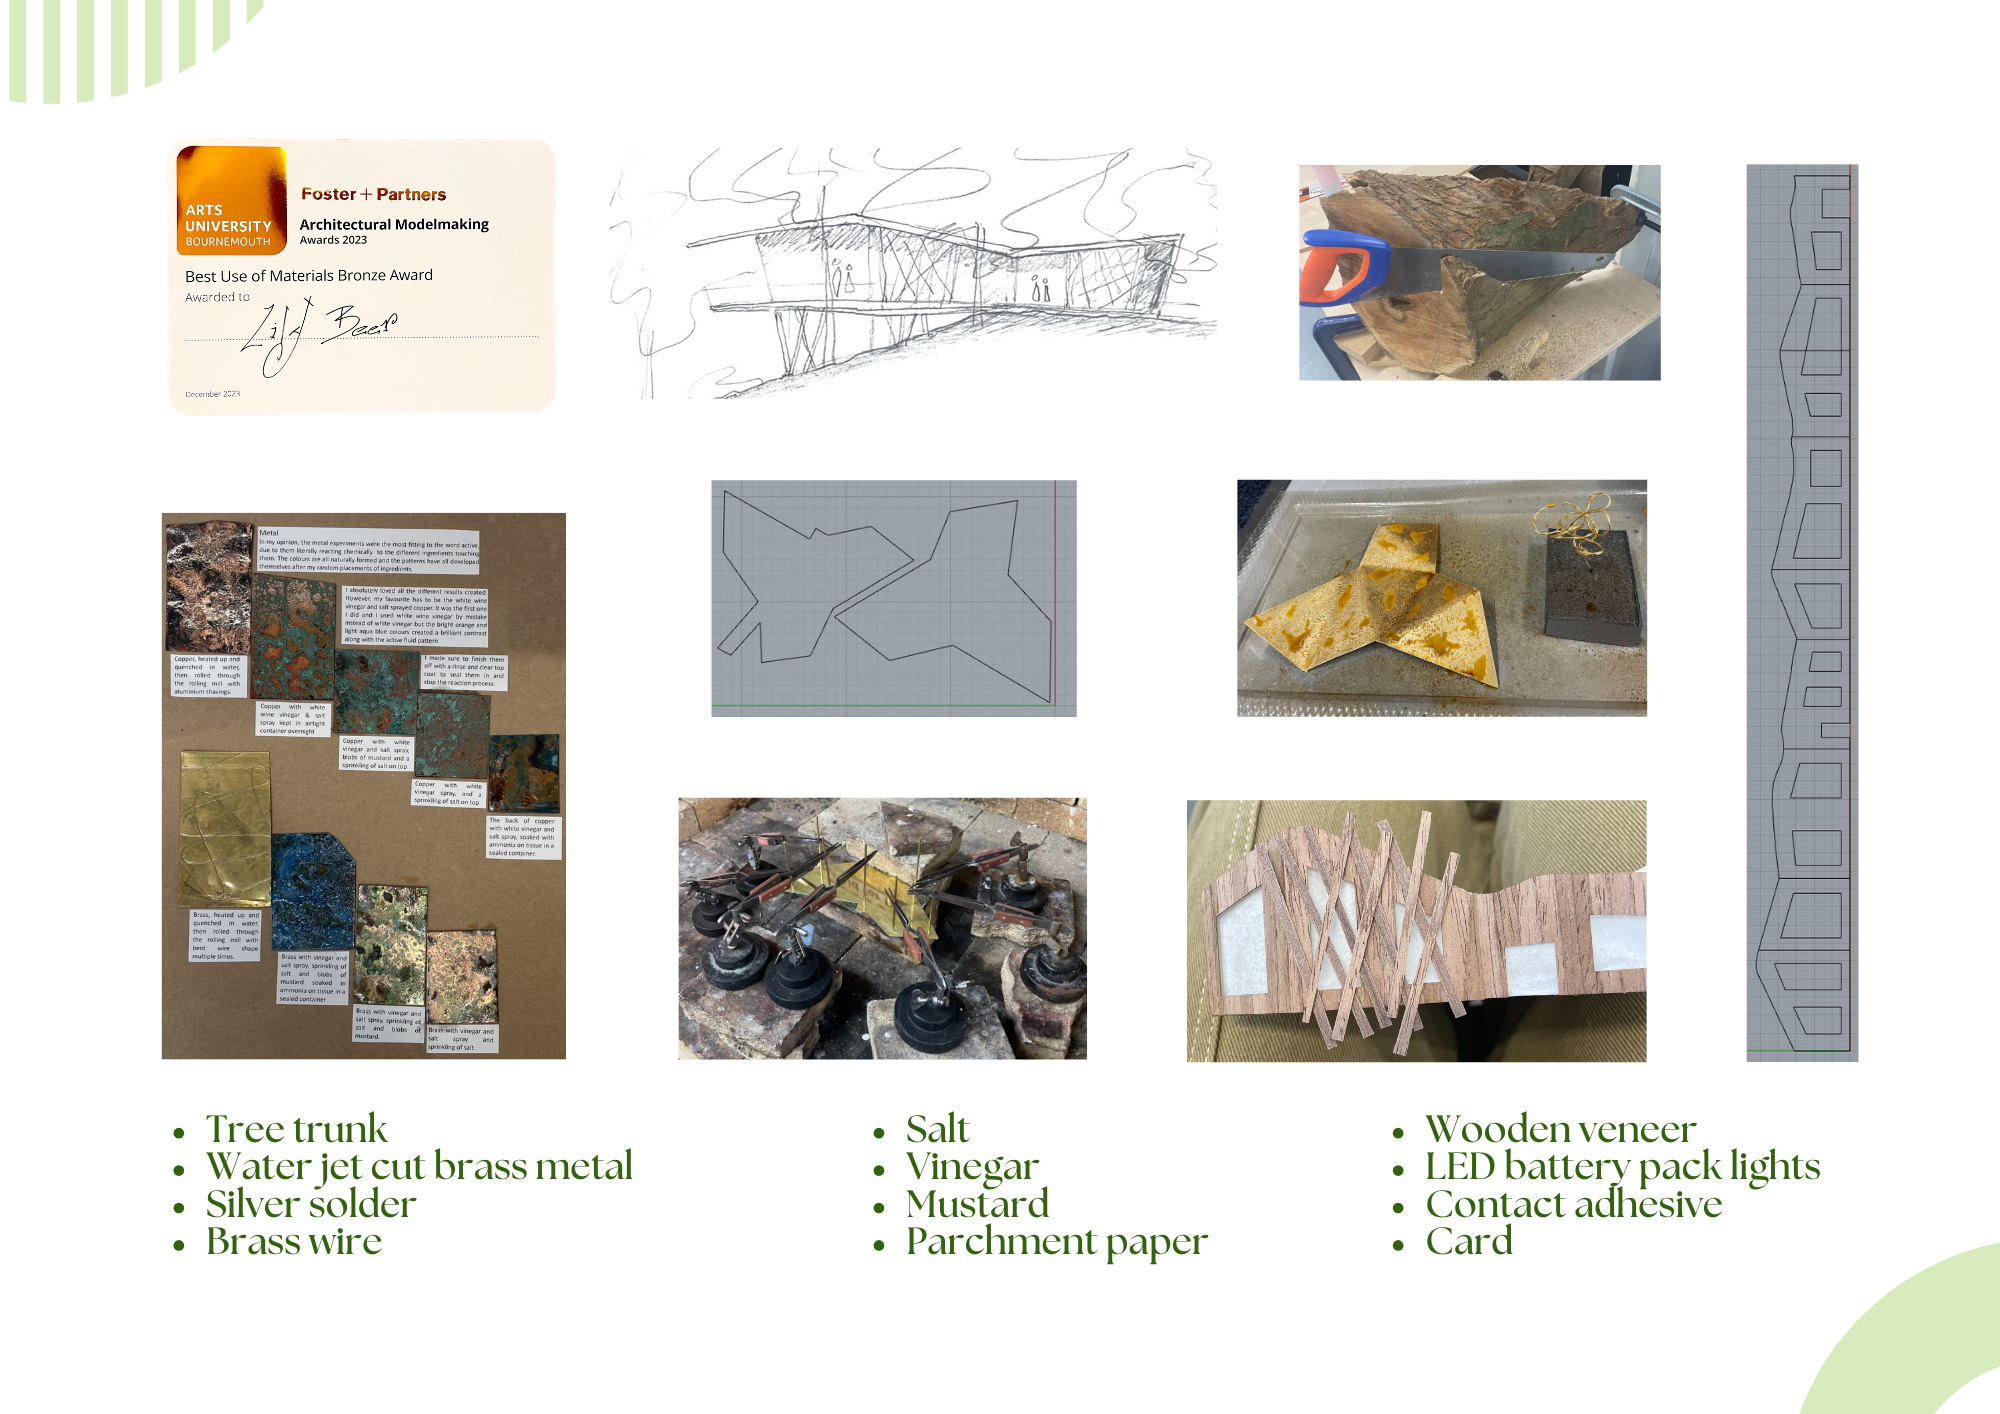 ARTS
UNIVERSITY
BOURNEMOUTH
Foster + Partners
Architectural Modelmaking
Awards 2023
Best Use of Materials Bronze Award
Awarded to
Beer
December 2023
Metal
In my opinion, the metal experiments were the most fitting to the word active,
due to them literally reacting chemically to the different ingredients touching
them. The colours are all naturally formed and the patterns have all developed
themselves after my random placements of ingredients.
I absolutely loved all the different results created.
However, my favourite has to be the white wine
vinegar and salt sprayed copper. It was the first one
I did and I used white wine vinegar by mistake
instead of white vinegar but the bright orange and
light aqua blue colours created a brilliant contrast
along with the active fluid pattern
I made sure to finish them
off with a rinse and clear top
coat to seal them in and
stop the reaction process.
Copper, heated up and
quenched in water,
then rolled through
the rolling mill with
aluminium shavings.
Copper with white
wine vinegar & salt
spray kept in airtight
container overnight
Copper with white
vinegar and salt spray,
blobs of mustard and a
sprinkling of salt on top
Copper with white
vinegar spray, and a
sprinkling of salt on top
The back of copper
with white vinegar and
salt spray, soaked with
ammonia on tissue in a
sealed container.
Brass, heated up and
quenched in water,
then rolled through
the rolling mill with
bent wire shape
multiple times.
Brass with vinegar and
salt spray, sprinkling of
salt and blobs of
mustard soaked in
ammonia on tissue in a
sealed container
Brass with vinegar and
salt spray, sprinkling of
salt and blobs of
mustard.
Brass with vinegar and
salt spray and
sprinkling of salt.
• Tree trunk
• Water jet cut brass metal
• Silver solder
• Brass wire
• Salt
• Vinegar
• Mustard
• Parchment paper
• Wooden veneer
• LED battery pack lights
• Contact adhesive
• Card